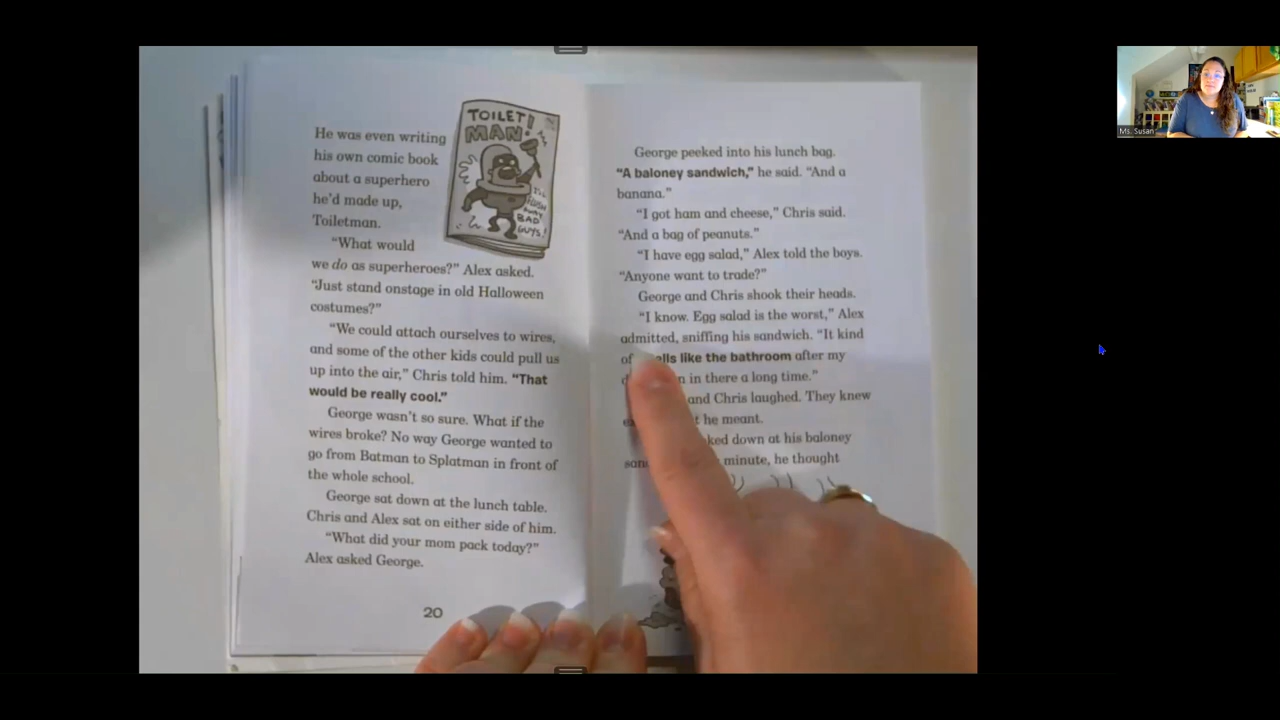 He was even writing
his own comic book
about a superhero
he'd made up,
Toiletman.
"What would
we do as superheroes?" Alex asked.
"Just stand onstage in old Halloween
costumes?"
"We could attach ourselves to wires,
and some of the other kids could pull us
up into the air," Chris told him. "That
would be really cool."
George wasn't so sure. What if the
wires broke? No way George wanted to
go from Batman to Splatman in front of
the whole school.
George sat down at the lunch table.
Chris and Alex sat on either side of him.
"What did your mom pack today?"
Alex asked George.
20
TOILET
MAN!
I'LL
FLUSH
AWAY
BAD
GUYS!
George peeked into his lunch bag.
"A baloney sandwich," he said. "And a
banana."
"I got ham and cheese," Chris said.
"And a bag of peanuts."
"I have egg salad," Alex told the boys.
"Anyone want to trade?"
George and Chris shook their heads.
"I know. Egg salad is the worst," Alex
admitted, sniffing his sandwich. "It kind
of like the bathroom after my
in there a long time."
and Chris laughed. They knew
he meant.
down at his baloney
minute, he thought
Ms. Susan